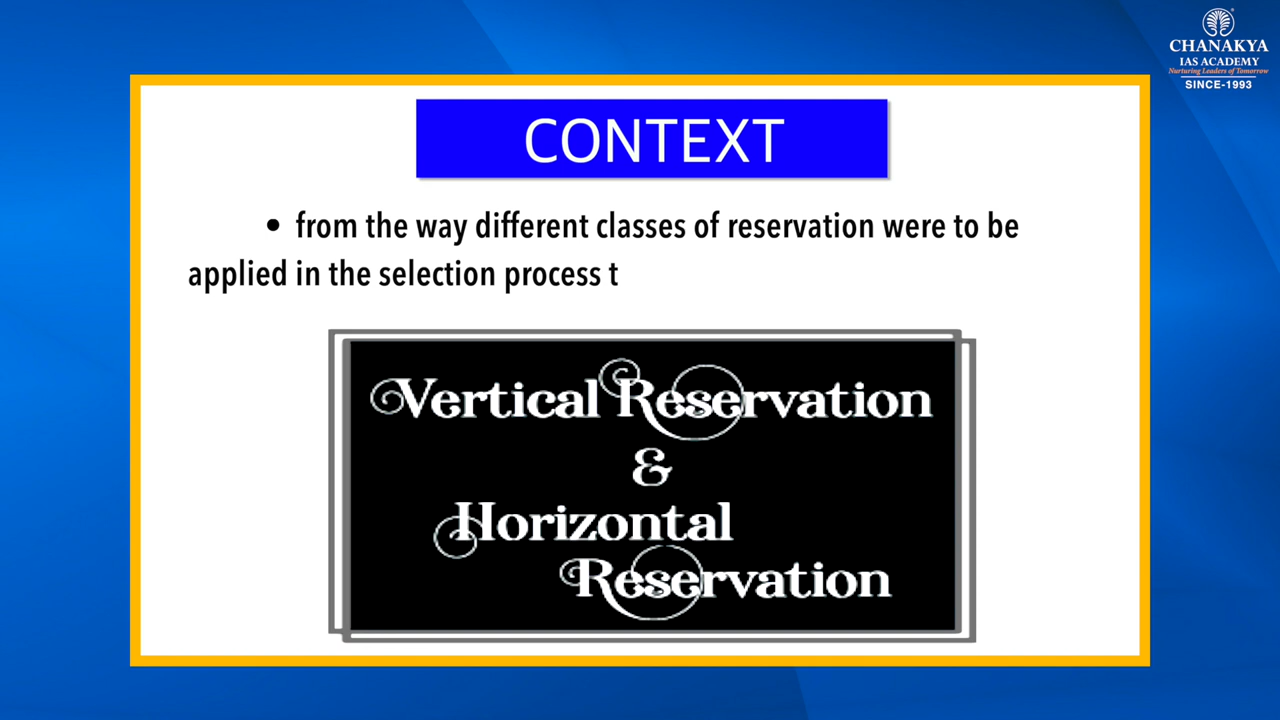 CHANAKYA
IAS ACADEMY
Nurturing Leaders of Tomorrow
SINCE-1993
CONTEXT
• from the way different classes of reservation were to be
applied in the selection process t
Vertical Reservation
&
Horizontal
Reservation